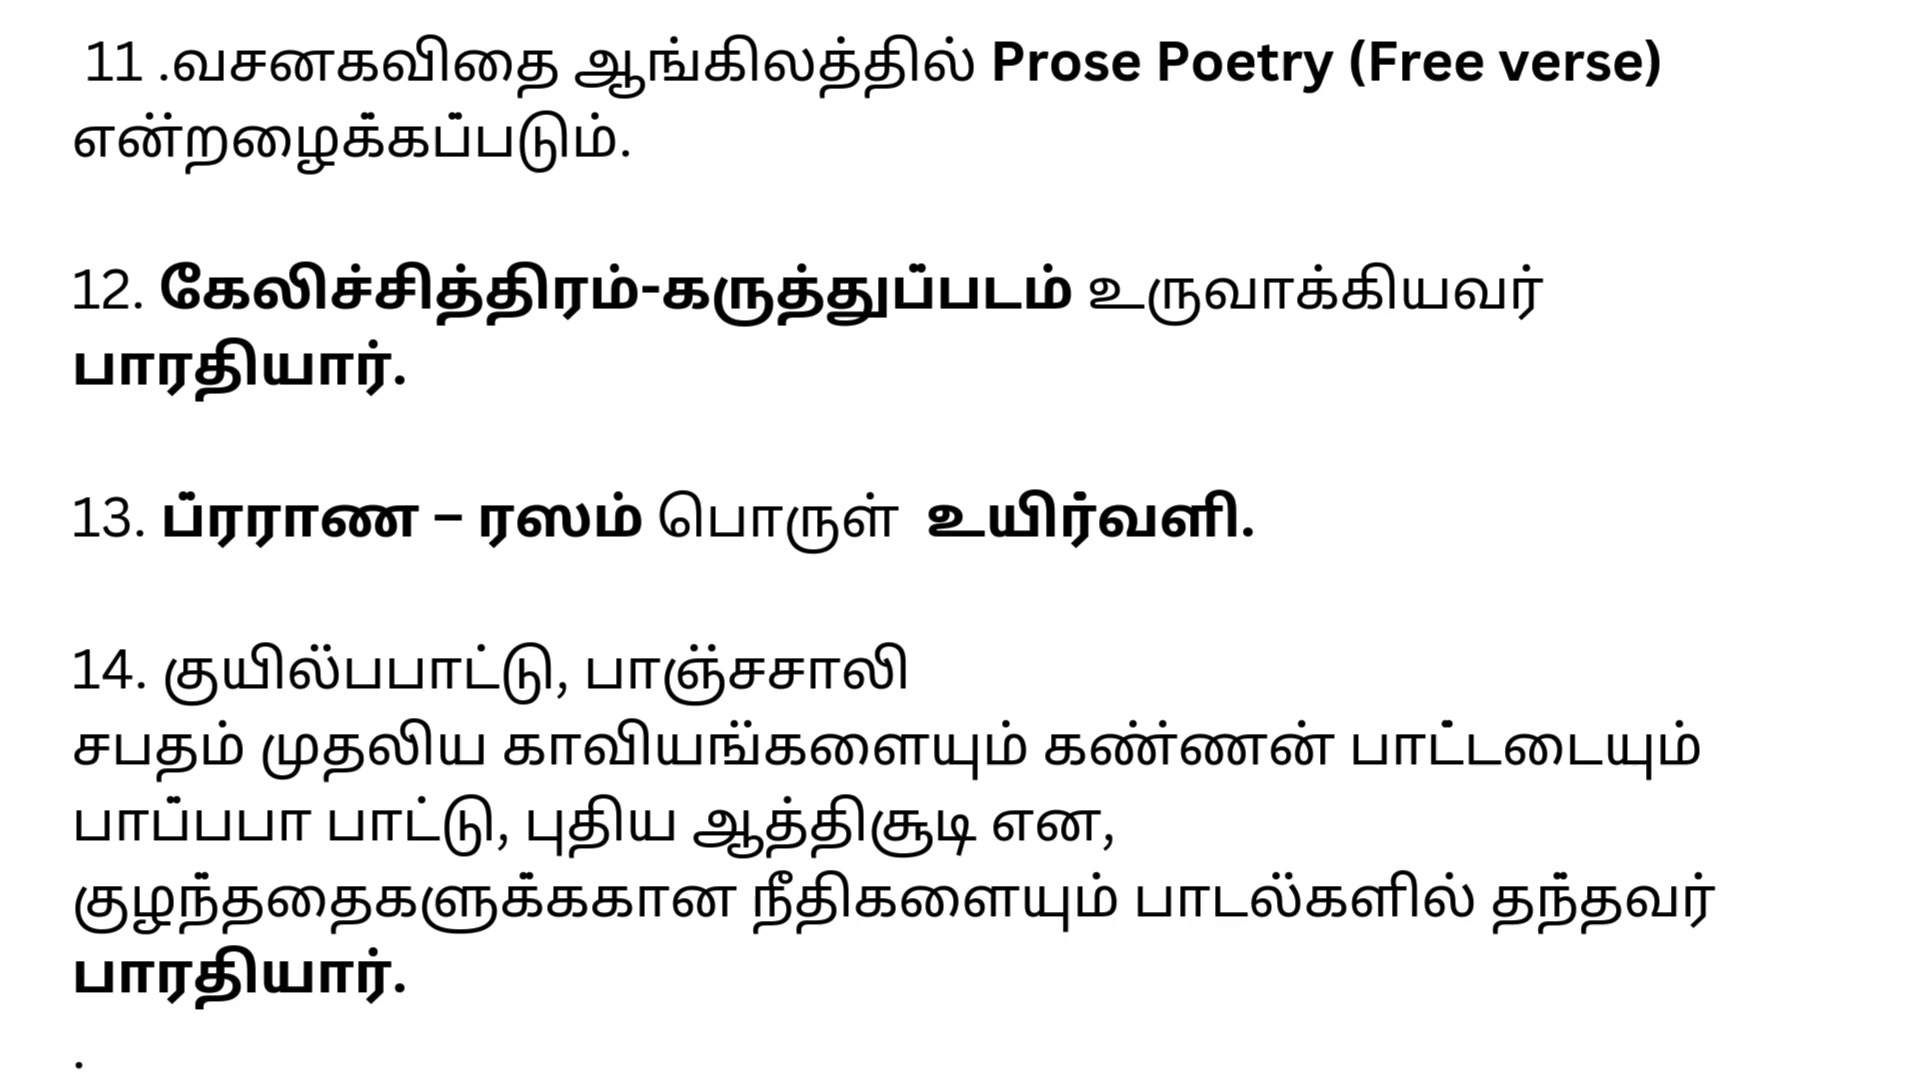 11 .வசனகவிதை ஆங்கிலத்தில் Prose Poetry (Free verse)
என்றழைக்கப்படும்.
12. கேலிச்சித்திரம்-கருத்துப்படம் உருவாக்கியவர்
பாரதியார்.
13. ப்ரராண – ரஸம் பொருள் உயிர்வளி.
14. குயில்பபாட்டு, பாஞ்சசாலி
சபதம் முதலிய காவியங்களையும் கண்ணன் பாட்டடையும்
பாப்பபா பாட்டு, புதிய ஆத்திசூடி என,
குழந்ததைகளுக்ககான நீதிகளையும் பாடல்களில் தந்தவர்
பாரதியார்.
.